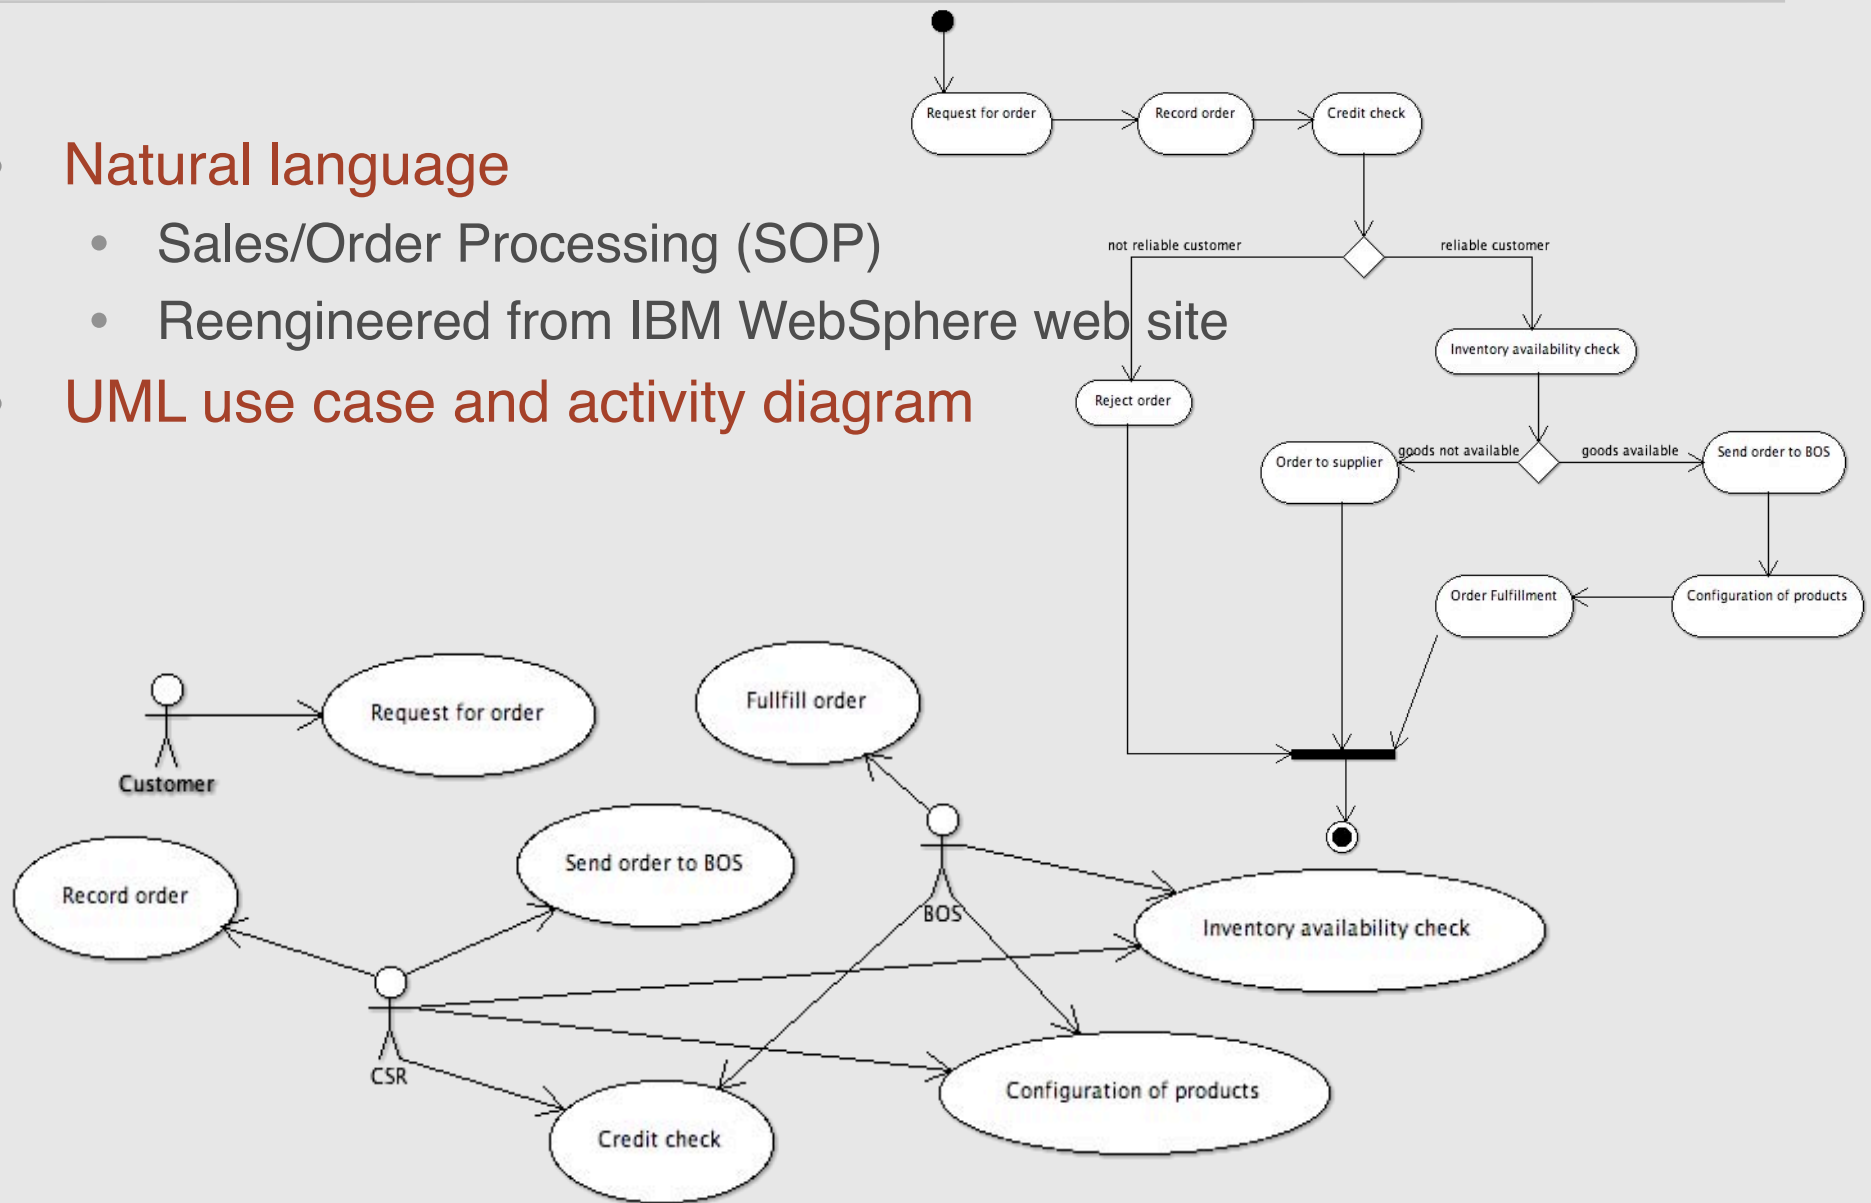 Natural language
Sales/Order Processing (SOP)
Reengineered from IBM WebSphere web site
UML use case and activity diagram
Request for order
Record order
Credit check
not reliable customer
reliable customer
Inventory availability check
Reject order
Order to supplier
goods not available
goods available
Send order to BOS
Order Fulfillment
Configuration of products
Request for order
Fullfill order
Customer
Send order to BOS
Record order
BOS
Inventory availability check
CSR
Configuration of products
Credit check